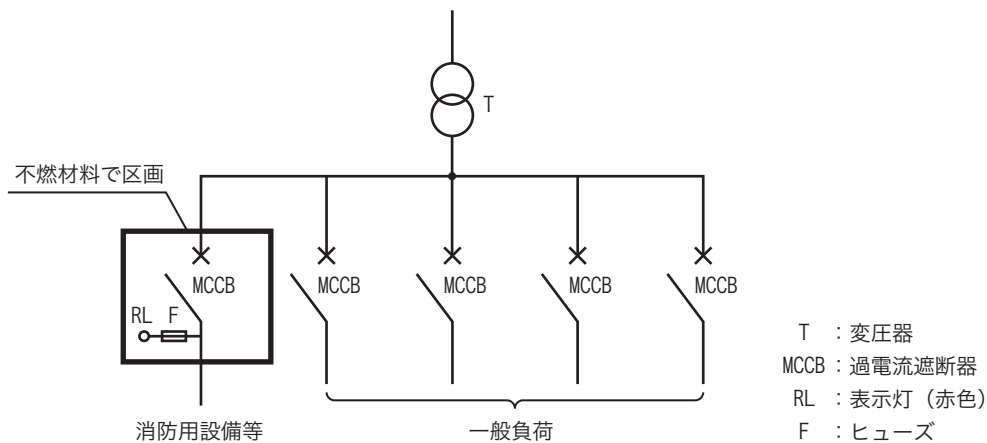 T
不燃材料で区画
MCCB
MCCB
MCCB
MCCB
MCCB
RL F
消防用設備等
一般負荷
T : 変圧器
MCCB : 過電流遮断器
RL : 表示灯（赤色）
F : ヒューズ